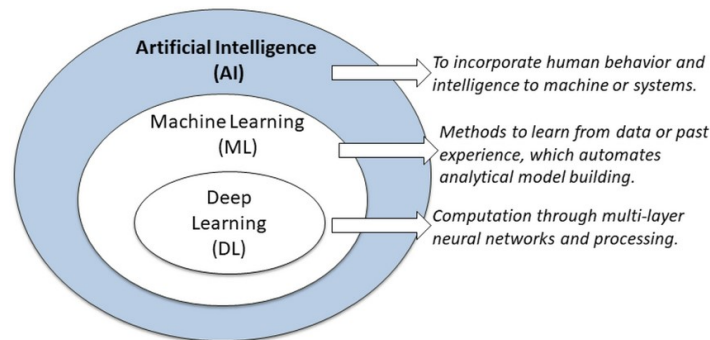 Artificial Intelligence
(AI)
To incorporate human behavior and
intelligence to machine or systems.
Machine Learning
(ML)
Methods to learn from data or past
experience, which automates
analytical model building.
Deep
Learning
(DL)
Computation through multi-layer
neural networks and processing.